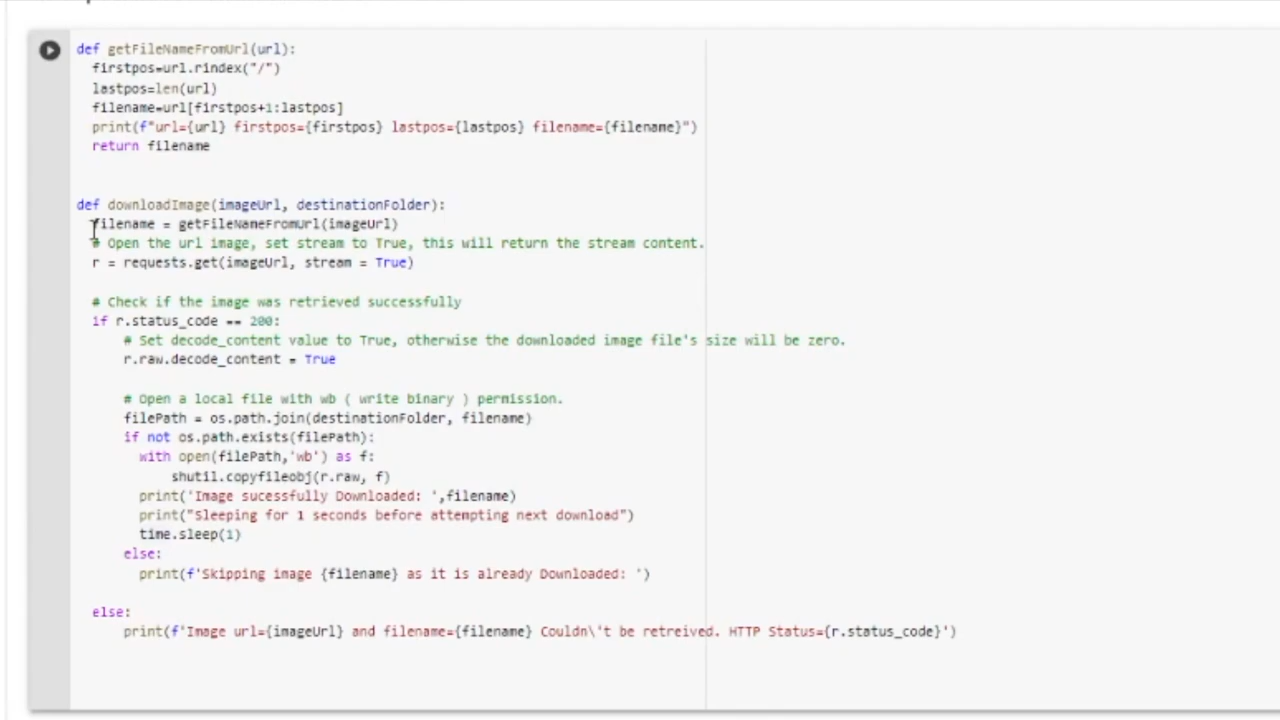 def getFileNameFromUrl(url):
firstpos=url.rindex("/")
lastpos=len(url)
filename=url[firstpos+1:lastpos]
print(f"url={url} firstpos={firstpos} lastpos={lastpos} filename={filename}")
return filename
def downloadImage(imageUrl, destinationFolder):
filename = getFileNameFromUrl(imageUrl)
# Open the url image, set stream to True, this will return the stream content.
r = requests.get(imageUrl, stream = True)
# Check if the image was retrieved successfully
if r.status_code == 200:
# Set decode_content value to True, otherwise the downloaded image file's size will be zero.
r.raw.decode_content = True
# Open a local file with wb ( write binary ) permission.
filePath = os.path.join(destinationFolder, filename)
if not os.path.exists(filePath):
with open(filePath,'wb') as f:
shutil.copyfileobj(r.raw, f)
print('Image sucessfully Downloaded: ',filename)
print("Sleeping for 1 seconds before attempting next download")
time.sleep(1)
else:
print(f'Skipping image {filename} as it is already Downloaded: ')
else:
print(f'Image url={imageUrl} and filename={filename} Couldn\'t be retreived. HTTP Status={r.status_code}')